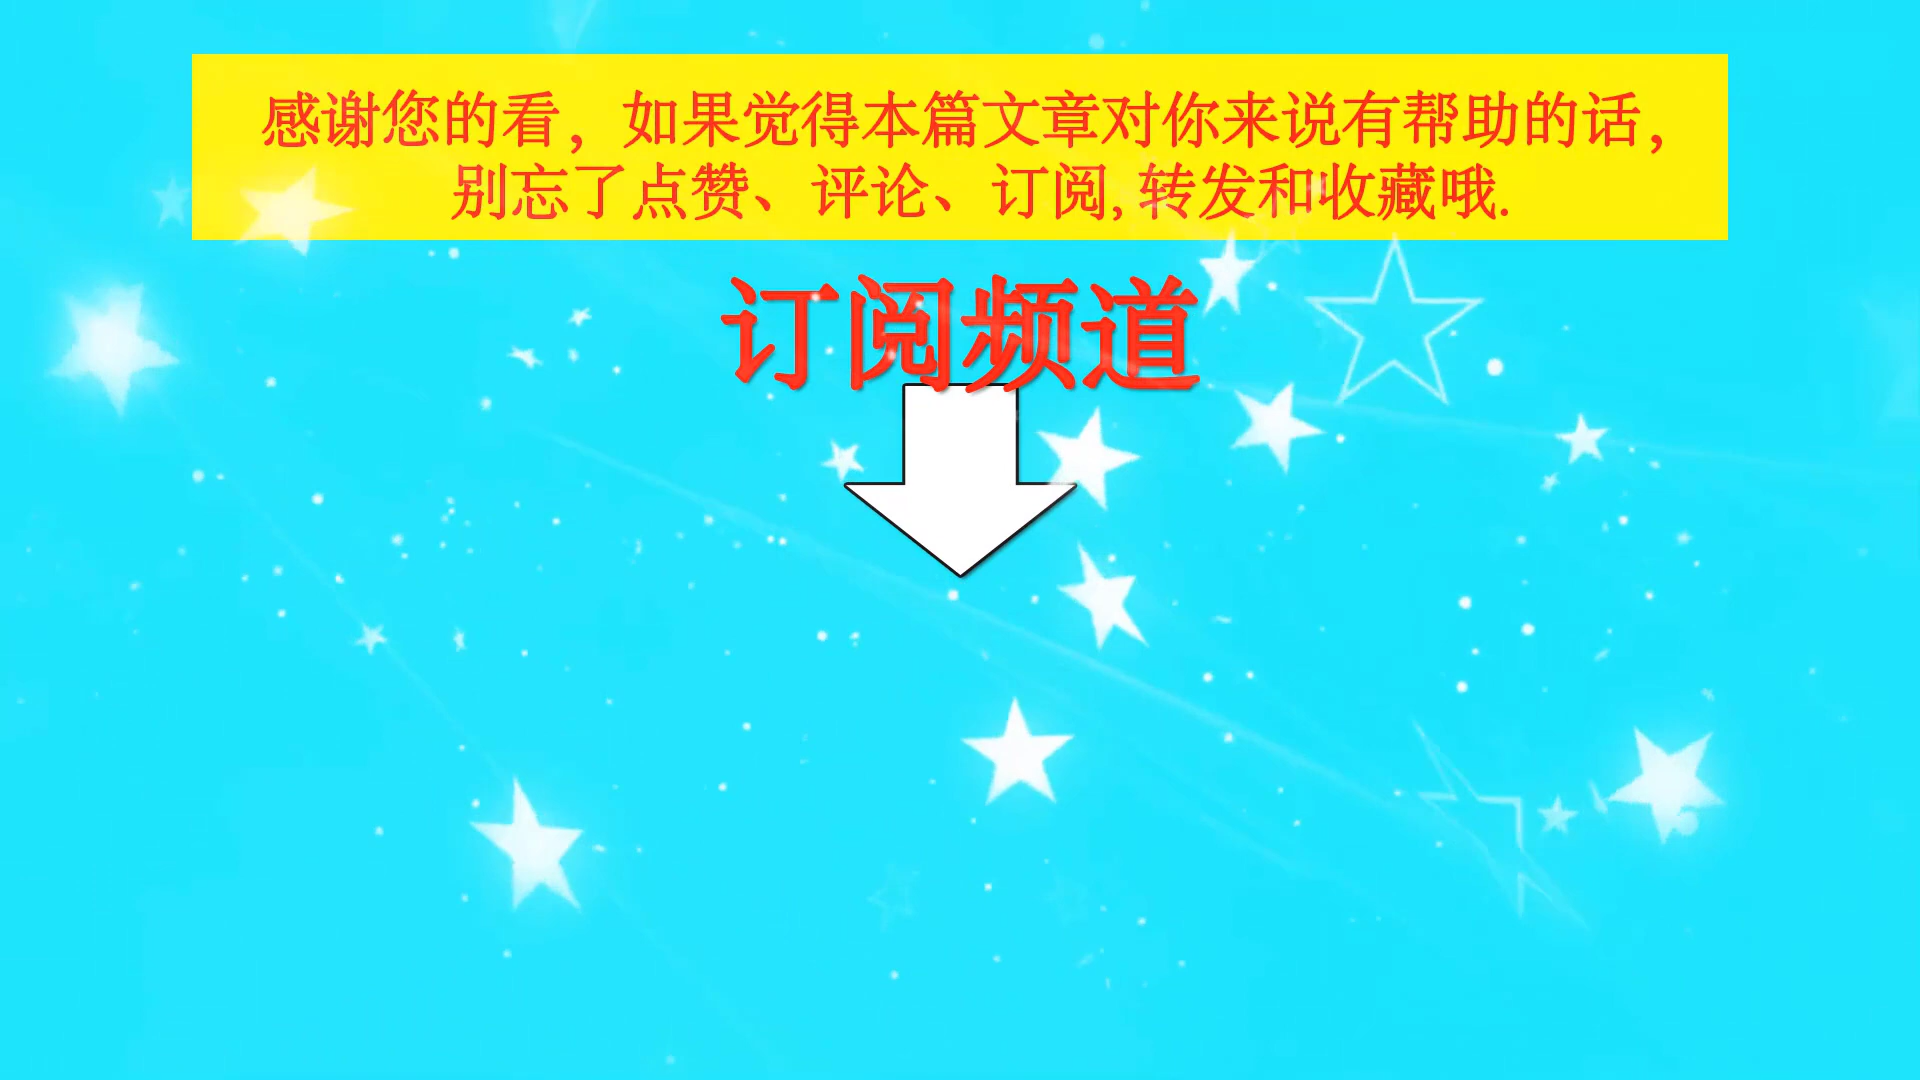 感谢您的看，如果觉得本篇文章对你来说有帮助的话，
别忘了点赞、评论、订阅,转发和收藏哦.
订阅频道